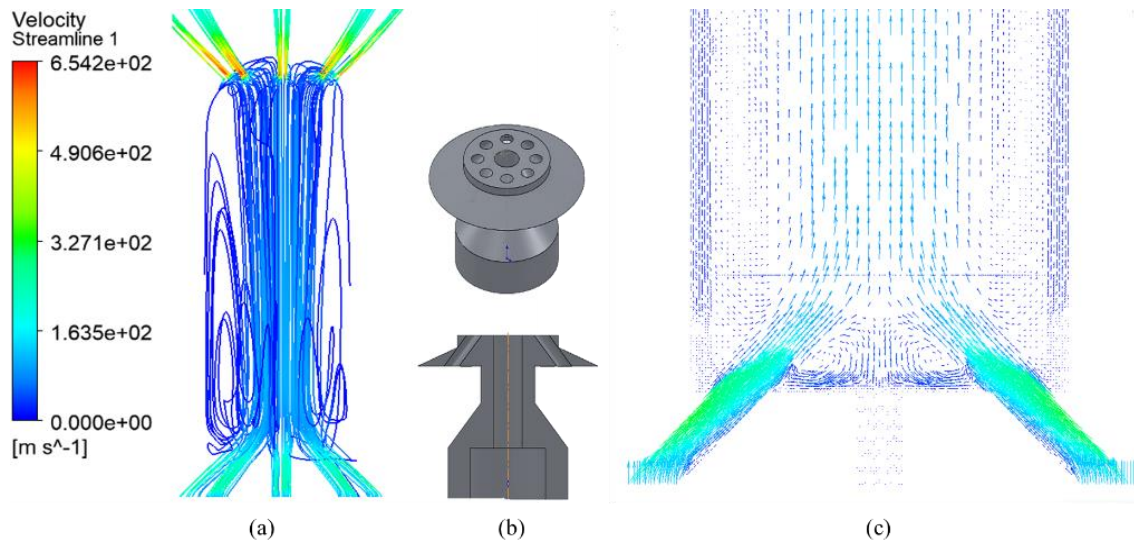 Velocity
Streamline 1
6.542e+02
4.906e+02
3.271e+02
1.635e+02
0.000e+00
[m s^-1]
(a)
(b)
(c)